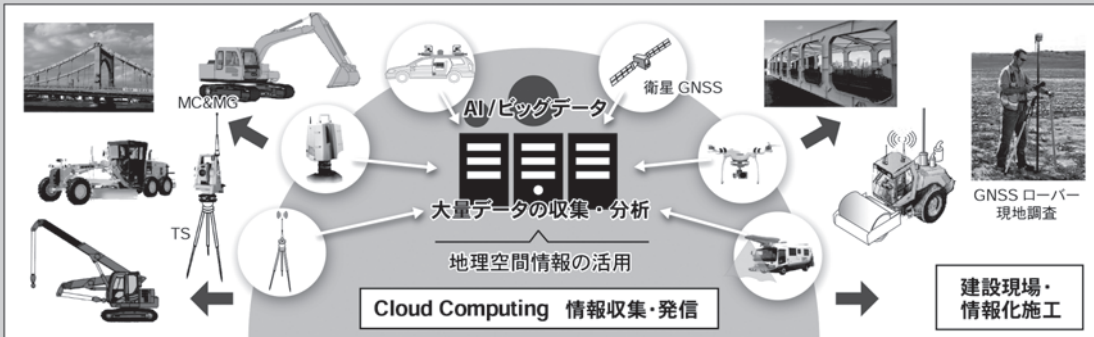 MC&MG
TS
AI/ビッグデータ
衛星 GNSS
大量データの収集・分析
地理空間情報の活用
Cloud Computing 情報収集・発信
GNSS ローバー
現地調査
建設現場・
情報化施工